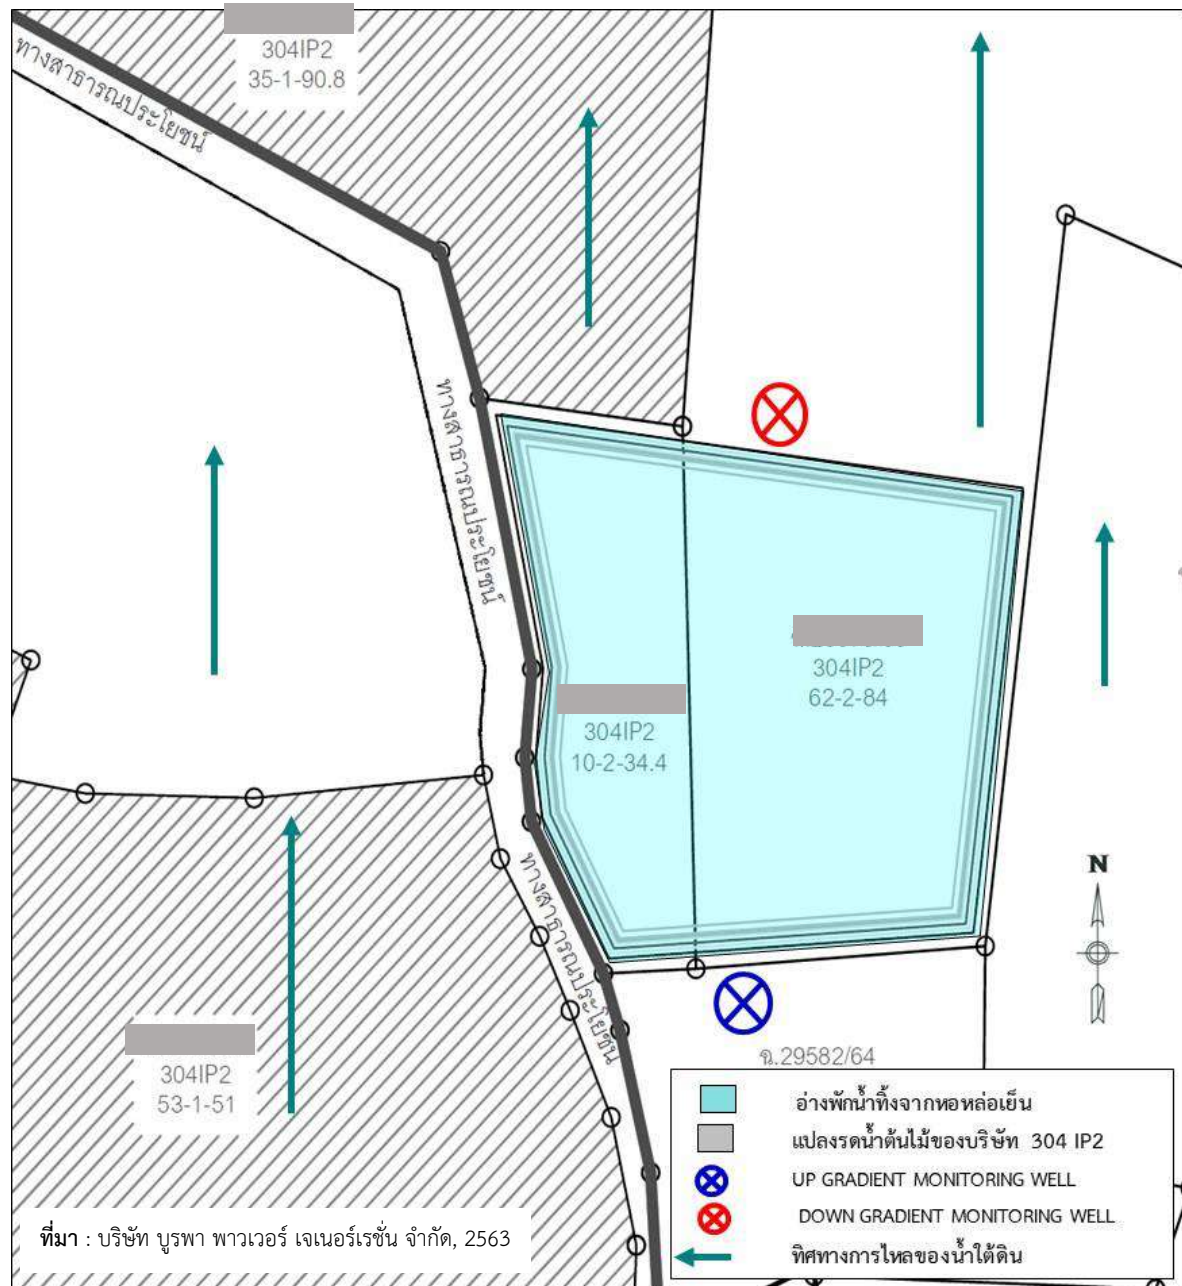 304IP2
35-1-90.8
ทางสาธารณประโยชน์
ทางสาธารณประโยชน์
304IP2
62-2-84
304IP2
10-2-34.4
ทางสาธารณประโยชน์
N
ฉ.29582/64
304IP2
53-1-51
อ่างพักน้ำทิ้งจากหอหล่อเย็น
แปลงรดน้ำต้นไม้ของบริษัท 304 IP2
UP GRADIENT MONITORING WELL
DOWN GRADIENT MONITORING WELL
ทิศทางการไหลของน้ำใต้ดิน
ที่มา : บริษัท บูรพา พาวเวอร์ เจเนอร์เรชั่น จำกัด, 2563